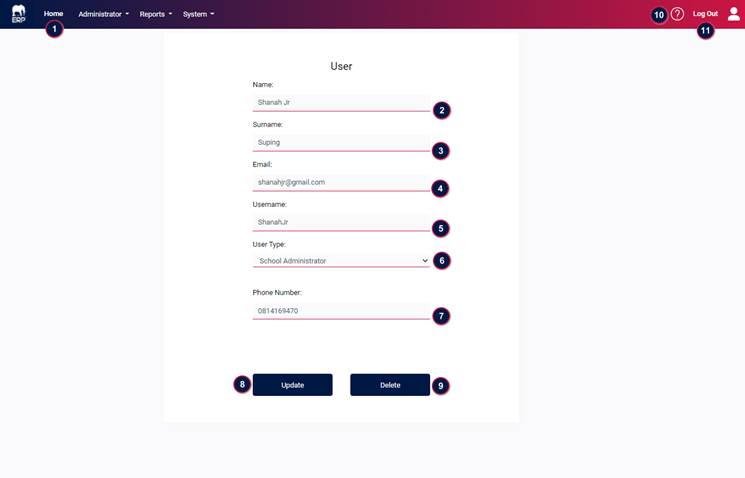 ERP
Home Administrator Reports System 10 ? Log Out
1
11
User
Name:
Shanah Jr
2
Surname:
Suping
3
Email:
shanahjr@gmail.com
4
Username:
ShanahJr
5
User Type:
School Administrator
6
Phone Number:
0814169470
7
8 Update Delete 9